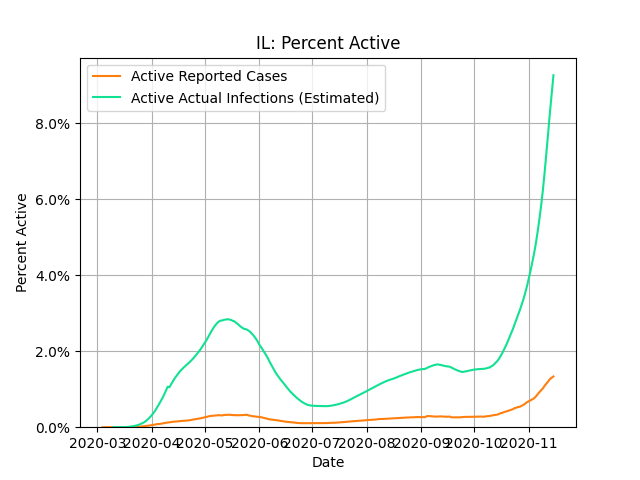 IL: Percent Active
Active Reported Cases
Active Actual Infections (Estimated)
Percent Active
8.0%
6.0%
4.0%
2.0%
0.0%
2020-03 2020-04 2020-05 2020-06 2020-07 2020-08 2020-09 2020-10 2020-11
Date